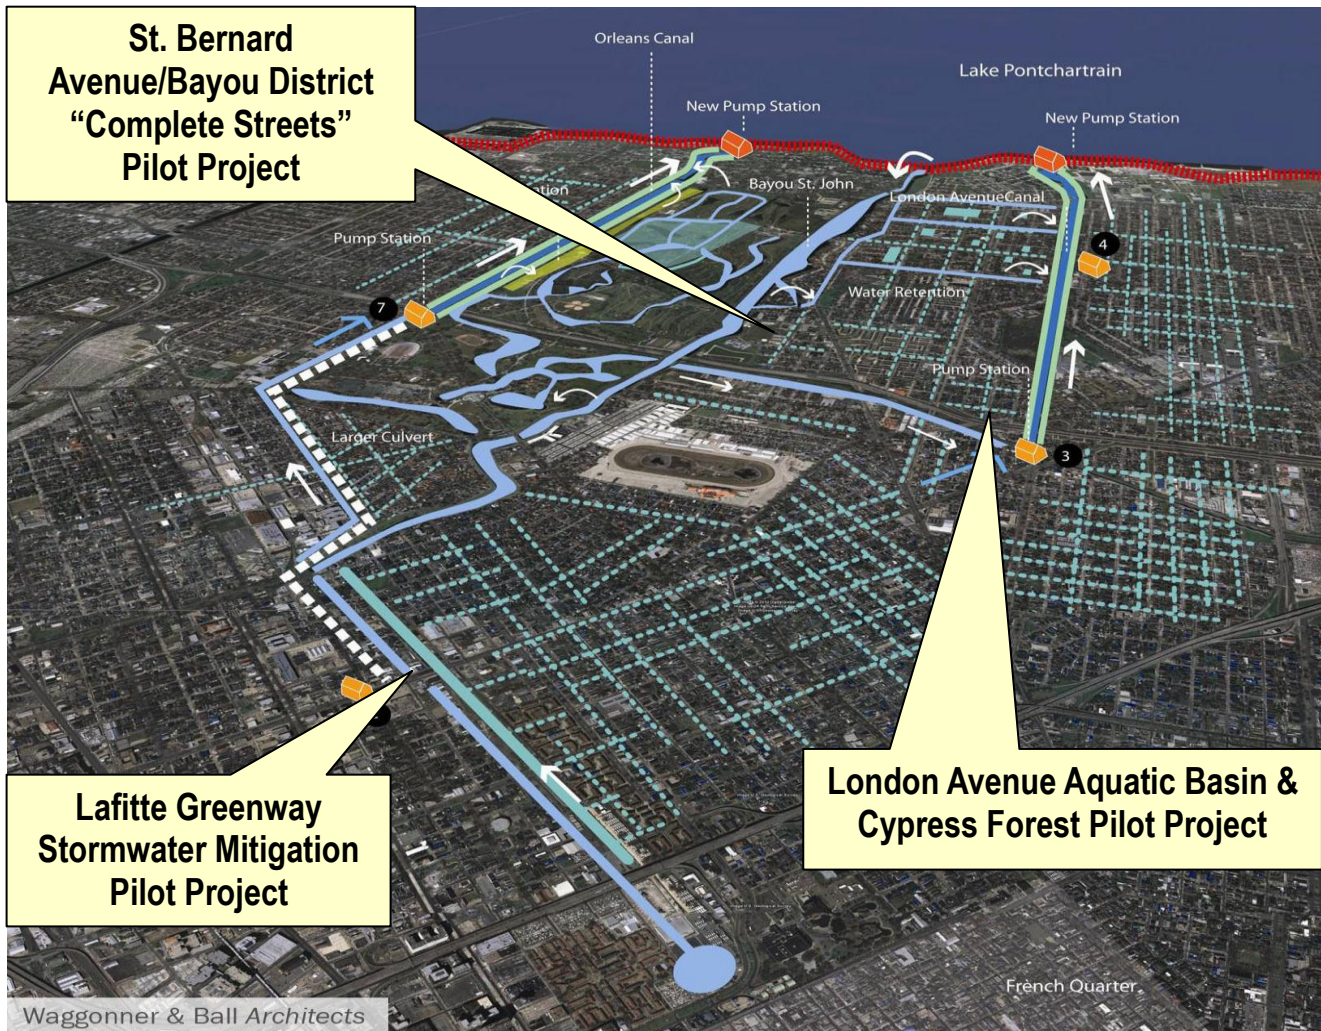 St. Bernard
Avenue/Bayou District
“Complete Streets”
Pilot Project
Orleans Canal
Lake Pontchartrain
New Pump Station
New Pump Station
Bayou St. John
London AvenueCanal
Pump Station
4
Water Retention
7
Pump Station
Larger Culvert
3
Lafitte Greenway
Stormwater Mitigation
Pilot Project
London Avenue Aquatic Basin &
Cypress Forest Pilot Project
French Quarter
Waggonner & Ball Architects